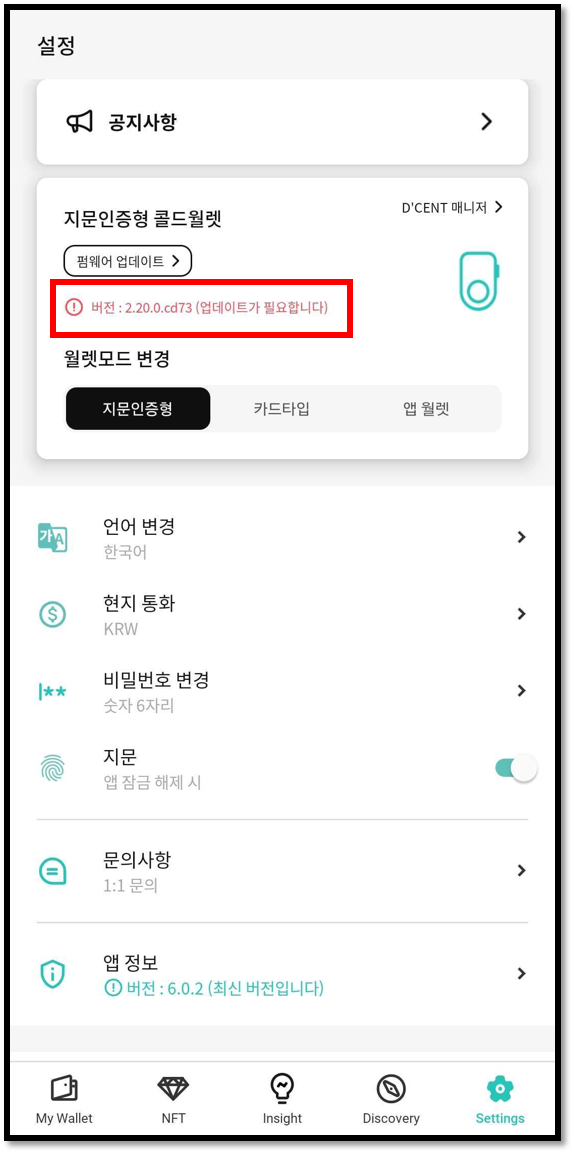 설정
공지사항
D'CENT 매니저
지문인증형 콜드월렛
펌웨어 업데이트
버전 : 2.20.0.cd73 (업데이트가 필요합니다)
월렛모드 변경
지문인증형 카드타입 앱 월렛
언어 변경
한국어
현지 통화
KRW
비밀번호 변경
숫자 6자리
지문
앱 잠금 해제 시
문의사항
1:1 문의
앱 정보
버전 : 6.0.2 (최신 버전입니다)
My Wallet NFT Insight Discovery Settings